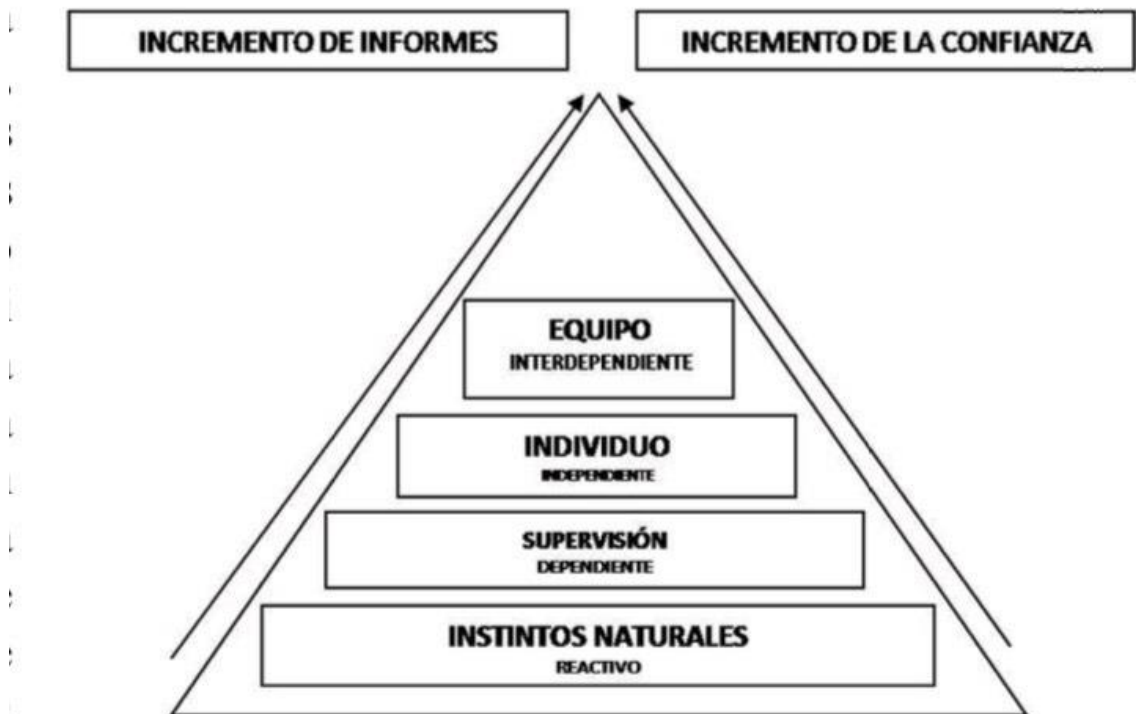 INCREMENTO DE INFORMES
INCREMENTO DE LA CONFIANZA
EQUIPO
INTERDEPENDIENTE
INDIVIDUO
INDEPENDIENTE
SUPERVISIÓN
DEPENDIENTE
INSTINTOS NATURALES
REACTIVO